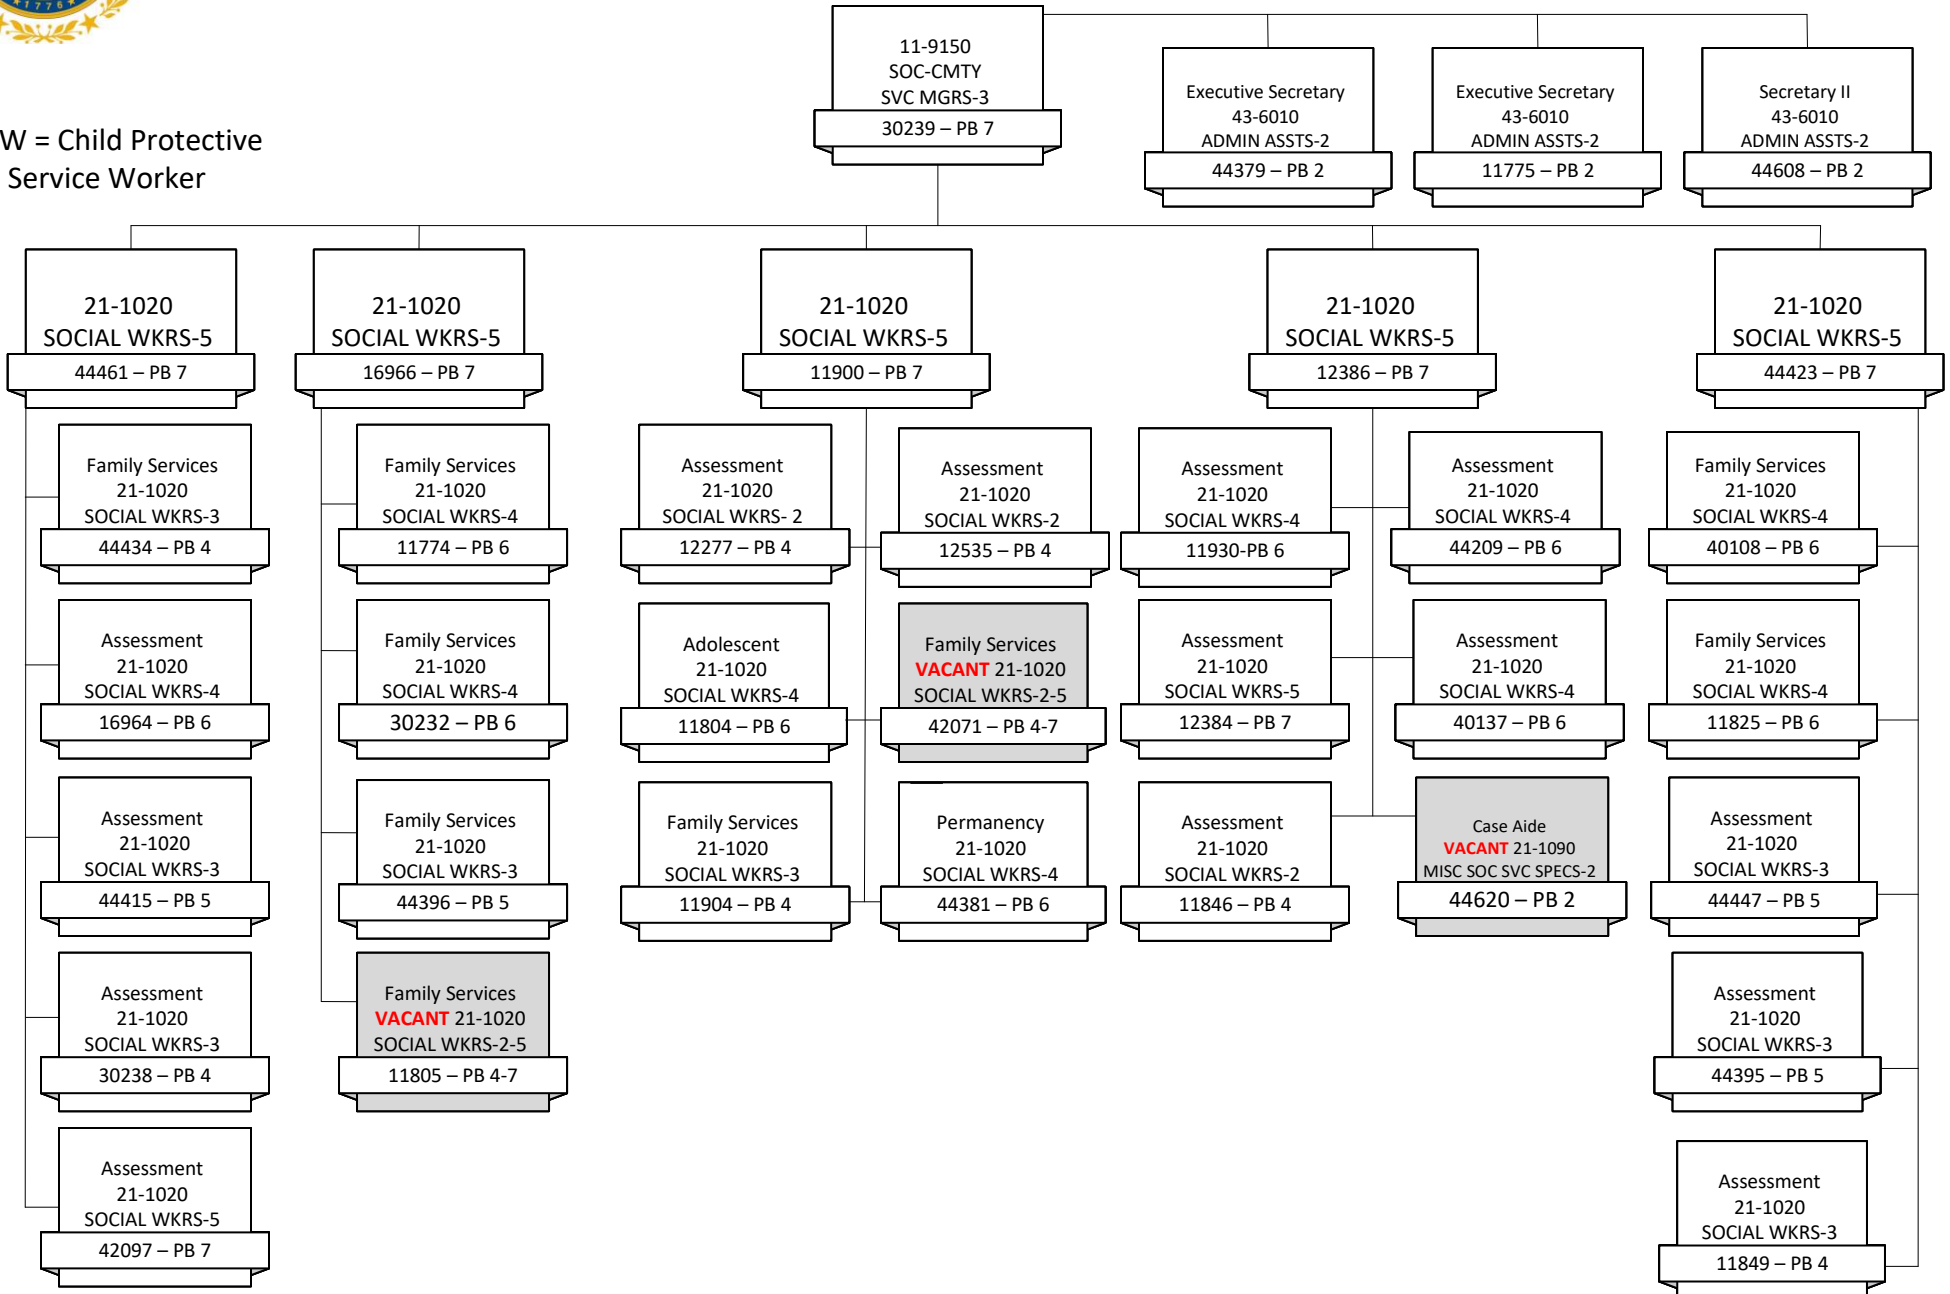 1776
W = Child Protective
Service Worker
11-9150
SOC-CMTY
SVC MGRS-3
30239 – PB 7
Executive Secretary
43-6010
ADMIN ASSTS-2
44379 – PB 2
Executive Secretary
43-6010
ADMIN ASSTS-2
11775 – PB 2
Secretary II
43-6010
ADMIN ASSTS-2
44608 – PB 2
21-1020
SOCIAL WKRS-5
44461 – PB 7
21-1020
SOCIAL WKRS-5
16966 – PB 7
21-1020
SOCIAL WKRS-5
11900 – PB 7
21-1020
SOCIAL WKRS-5
12386 – PB 7
21-1020
SOCIAL WKRS-5
44423 – PB 7
Family Services
21-1020
SOCIAL WKRS-3
44434 – PB 4
Family Services
21-1020
SOCIAL WKRS-4
11774 – PB 6
Assessment
21-1020
SOCIAL WKRS- 2
12277 – PB 4
Assessment
21-1020
SOCIAL WKRS-2
12535 – PB 4
Assessment
21-1020
SOCIAL WKRS-4
11930-PB 6
Assessment
21-1020
SOCIAL WKRS-4
44209 – PB 6
Family Services
21-1020
SOCIAL WKRS-4
40108 – PB 6
Assessment
21-1020
SOCIAL WKRS-4
16964 – PB 6
Family Services
21-1020
SOCIAL WKRS-4
30232 – PB 6
Adolescent
21-1020
SOCIAL WKRS-4
11804 – PB 6
Family Services
VACANT 21-1020
SOCIAL WKRS-2-5
42071 – PB 4-7
Assessment
21-1020
SOCIAL WKRS-5
12384 – PB 7
Assessment
21-1020
SOCIAL WKRS-4
40137 – PB 6
Family Services
21-1020
SOCIAL WKRS-4
11825 – PB 6
Assessment
21-1020
SOCIAL WKRS-3
44415 – PB 5
Family Services
21-1020
SOCIAL WKRS-3
44396 – PB 5
Family Services
21-1020
SOCIAL WKRS-3
11904 – PB 4
Permanency
21-1020
SOCIAL WKRS-4
44381 – PB 6
Assessment
21-1020
SOCIAL WKRS-2
11846 – PB 4
Case Aide
VACANT 21-1090
MISC SOC SVC SPECS-2
44620 – PB 2
Assessment
21-1020
SOCIAL WKRS-3
44447 – PB 5
Assessment
21-1020
SOCIAL WKRS-3
30238 – PB 4
Family Services
VACANT 21-1020
SOCIAL WKRS-2-5
11805 – PB 4-7
Assessment
21-1020
SOCIAL WKRS-3
44395 – PB 5
Assessment
21-1020
SOCIAL WKRS-5
42097 – PB 7
Assessment
21-1020
SOCIAL WKRS-3
11849 – PB 4